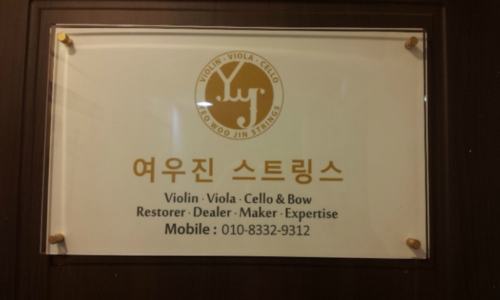 VIOLIN · VIOLA · CELLO
Ywj
YEO WOO JIN STRINGS
여우진 스트링스
Violin · Viola · Cello & Bow
Restorer · Dealer · Maker · Expertise
Mobile : 010-8332-9312